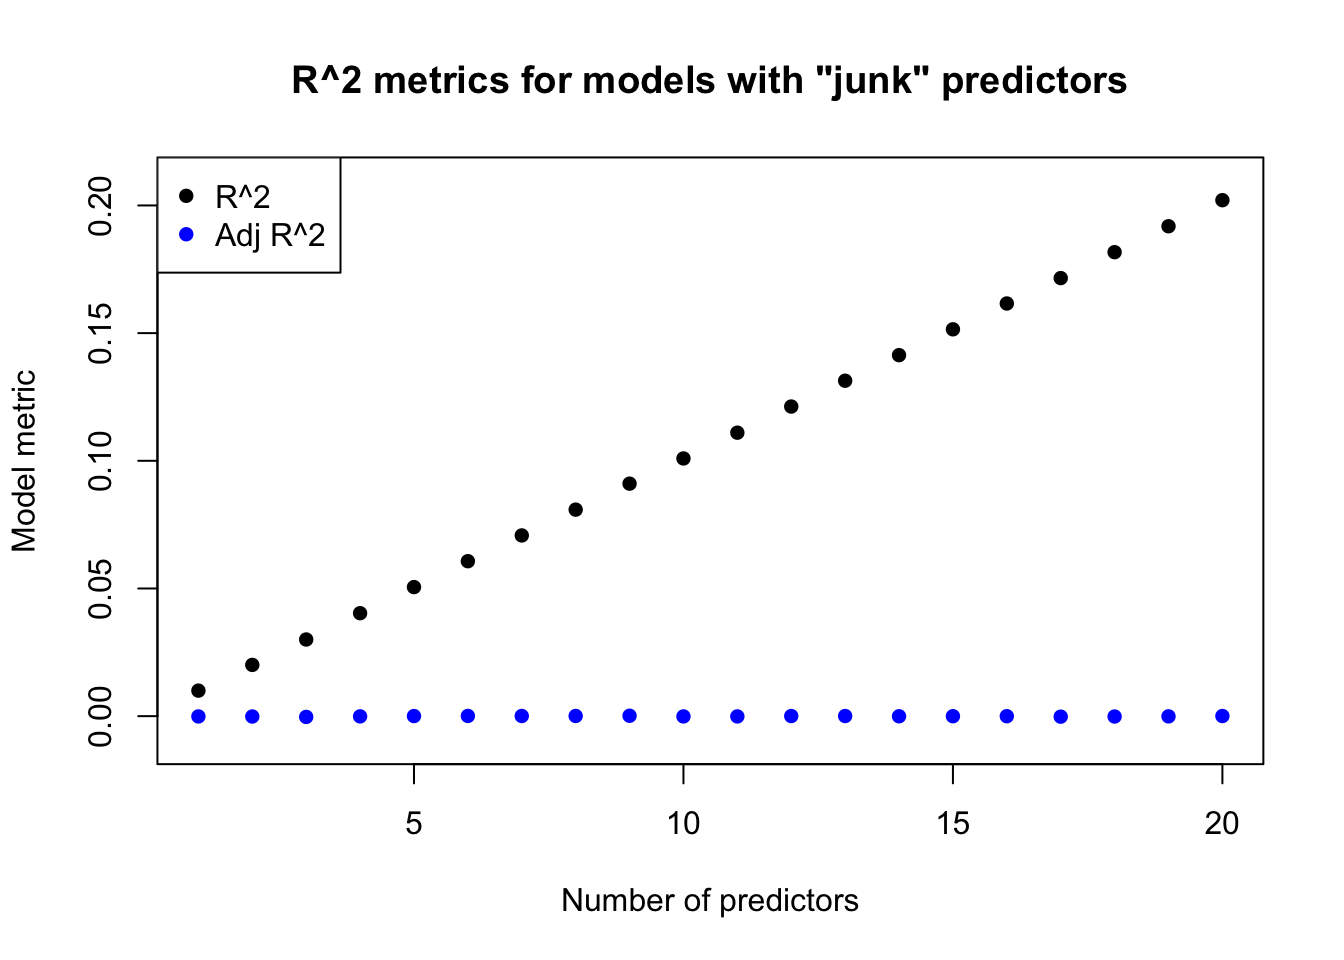 R^2 metrics for models with "junk" predictors
R^2
Adj R^2
Model metric
0.20
0.15
0.10
0.05
0.00
5
10
15
20
Number of predictors